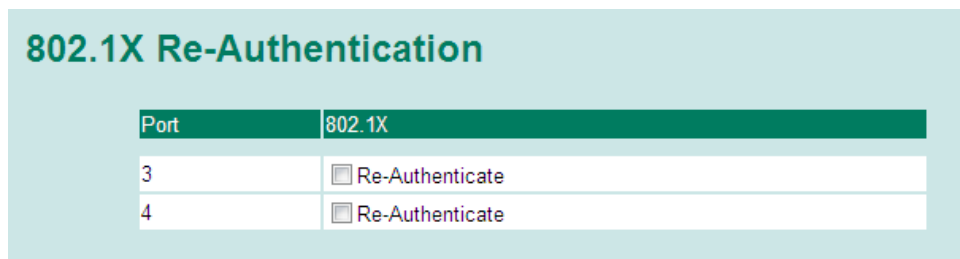 802.1X Re-Authentication
Port 802.1X
3 Re-Authenticate
4 Re-Authenticate